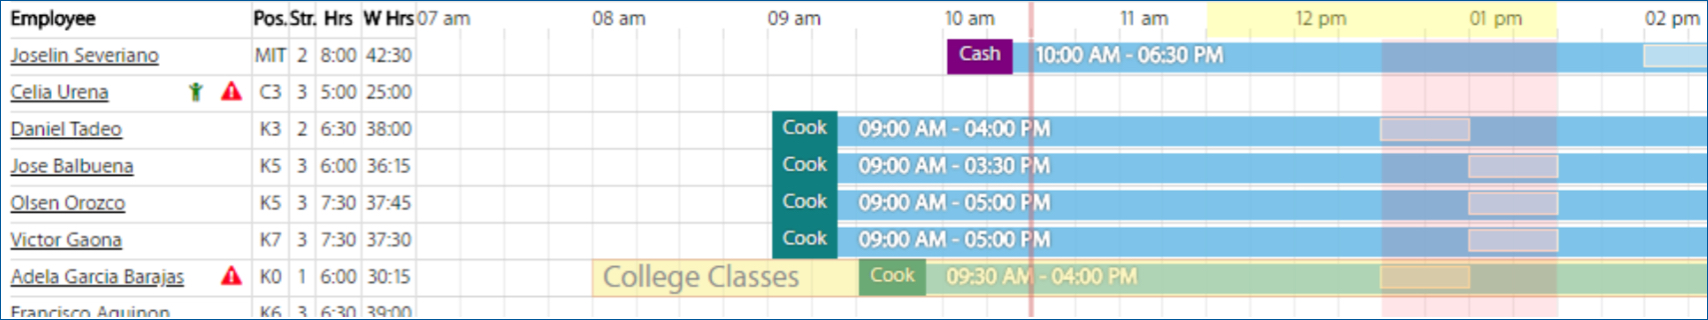 Employee Pos. Str. Hrs W Hrs 07 am 08 am 09 am 10 am 11 am 12 pm 01 pm 02 pm
Joselin Severiano MIT 2 8:00 42:30 Cash 10:00 AM - 06:30 PM
Celia Urena C3 3 5:00 25:00
Daniel Tadeo K3 2 6:30 38:00 Cook 09:00 AM - 04:00 PM
Jose Balbuena K5 3 6:00 36:15 Cook 09:00 AM - 03:30 PM
Olsen Orozco K5 3 7:30 37:45 Cook 09:00 AM - 05:00 PM
Victor Gaona K7 3 7:30 37:30 Cook 09:00 AM - 05:00 PM
Adela Garcia Barajas K0 1 6:00 30:15 College Classes Cook 09:30 AM - 04:00 PM
Francisco Aquinon K6 3 6:30 39:00